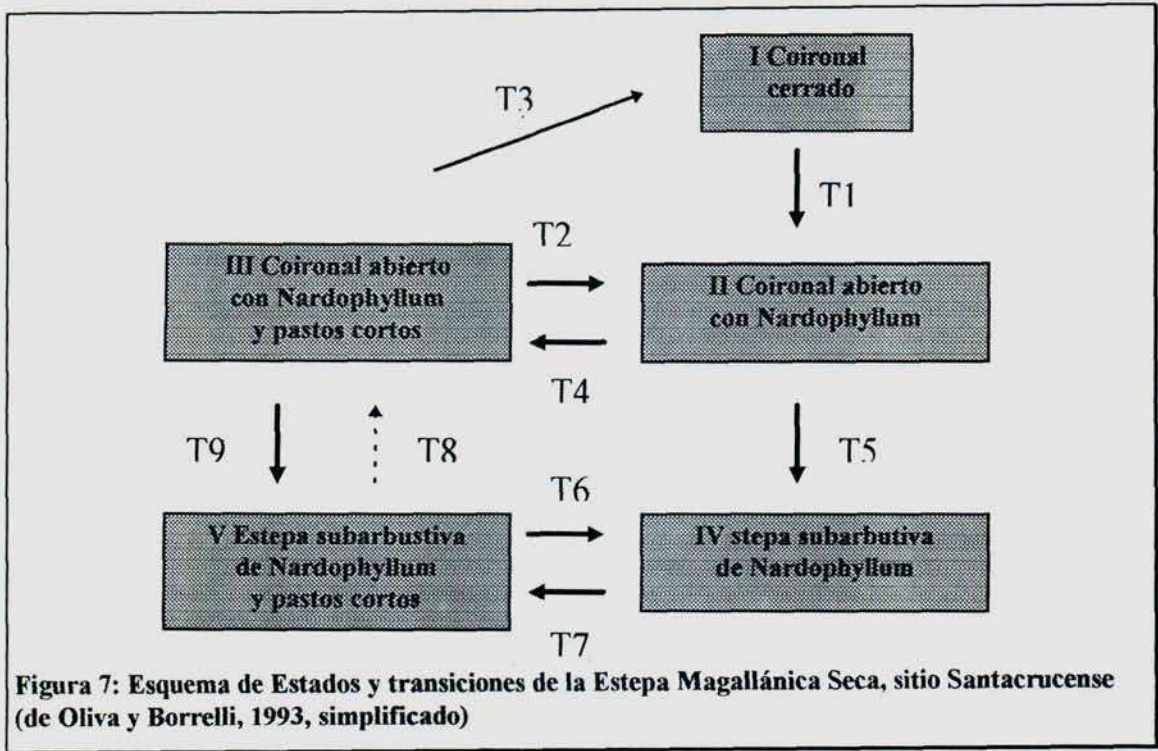 I Coironal
cerrado
T3
T1
T2
III Coironal abierto
con Nardophyllum
y pastos cortos
II Coironal abierto
con Nardophyllum
T4
T9
T8
T5
T6
V Estepa subarbustiva
de Nardophyllum
y pastos cortos
IV stepa subarbutiva
de Nardophyllum
T7
Figura 7: Esquema de Estados y transiciones de la Estepa Magallánica Seca, sitio Santacrucense
(de Oliva y Borrelli, 1993, simplificado)